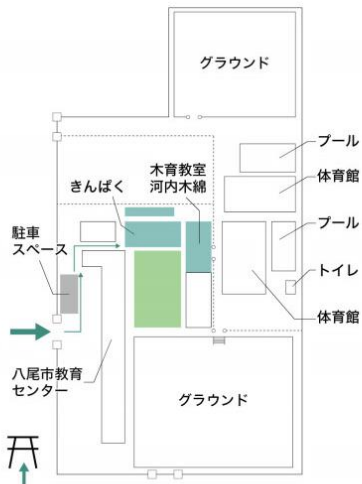 グラウンド
プール
木育教室
河内木綿
体育館
きんぱく
駐車
スペース
プール
トイレ
体育館
八尾市教育
センター
グラウンド